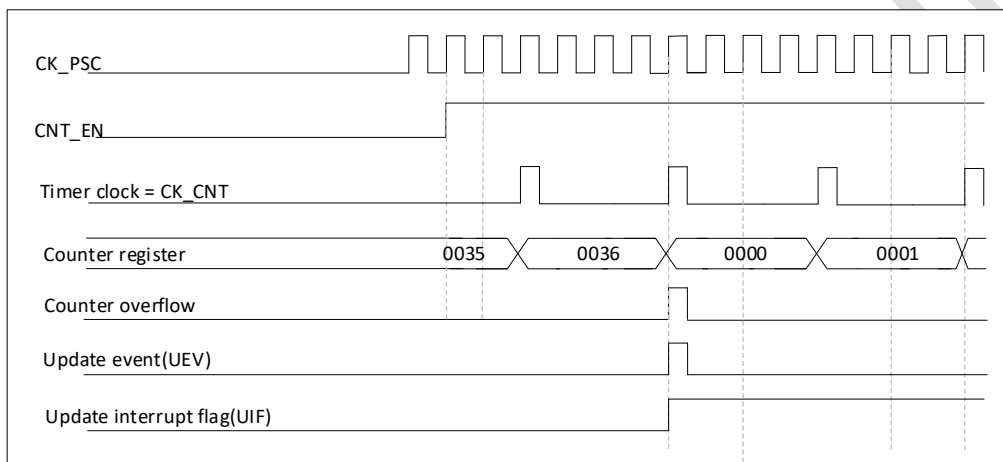 CK_PSC
CNT_EN
Timer clock = CK_CNT
Counter register 0035 0036 0000 0001
Counter overflow
Update event(UEV)
Update interrupt flag(UIF)